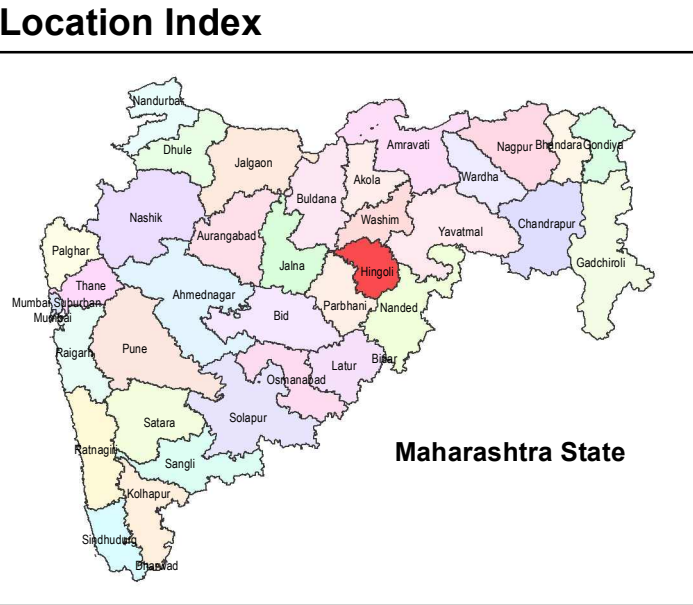 Location Index
Nandurbar
Dhule
Jalgaon
Buldana
Akola
Amravati
Nagpur
Bhandara
Gondiya
Wardha
Nashik
Aurangabad
Washim
Yavatmal
Chandrapur
Gadchiroli
Palghar
Jalna
Hingoli
Thane
Ahmednagar
Mumbai Suburban
Mumbai
Parbhani
Nanded
Bid
Raigarh
Pune
Latur
Bidar
Osmanabad
Satara
Solapur
Ratnagiri
Sangli
Maharashtra State
Kolhapur
Sindhudurg
Dharwad